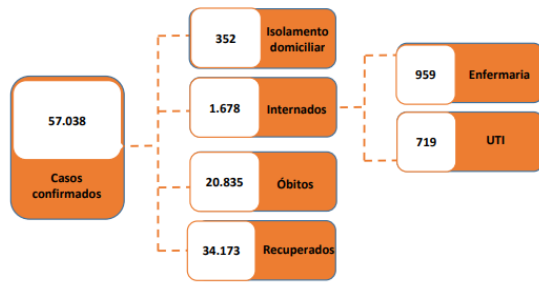 57.038
Casos
confirmados
352
Isolamento
domiciliar
1.678
Internados
20.835
Óbitos
34.173
Recuperados
959
Enfermaria
719
UTI